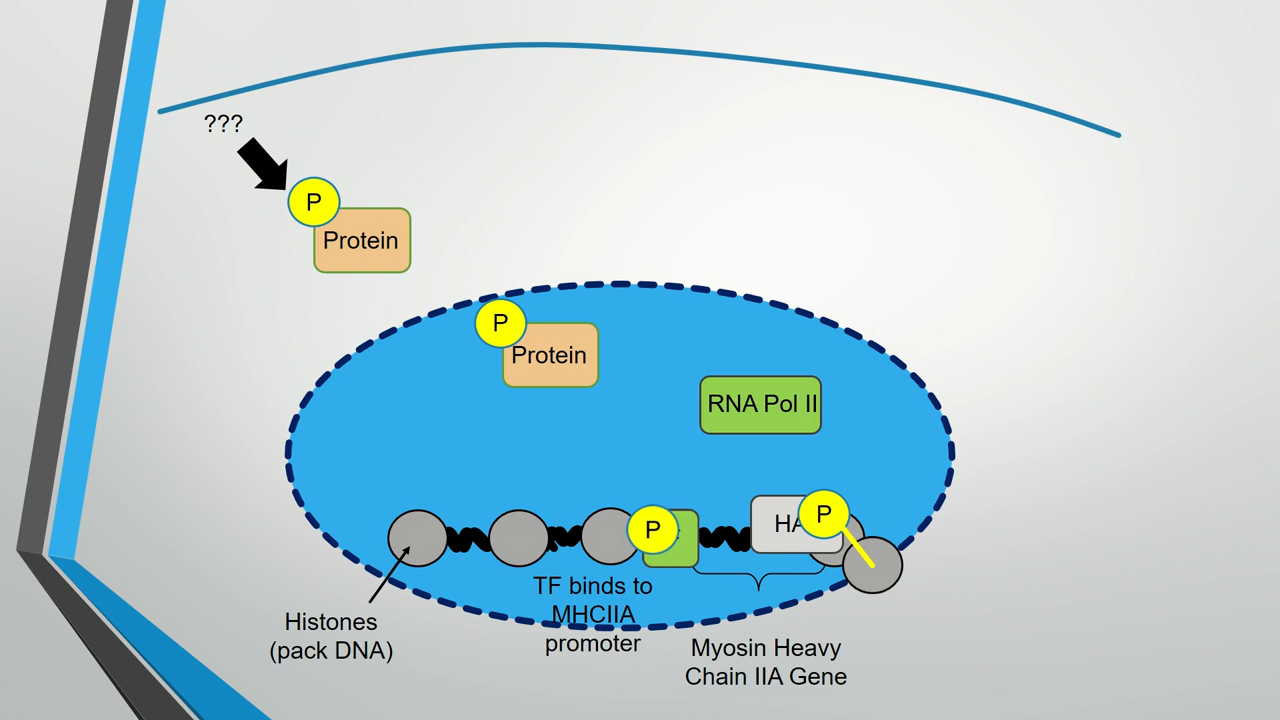 ???
P
Protein
P
Protein
RNA Pol II
P
P
TF binds to
MHCIIA
promoter
Histones
(pack DNA)
Myosin Heavy
Chain IIA Gene